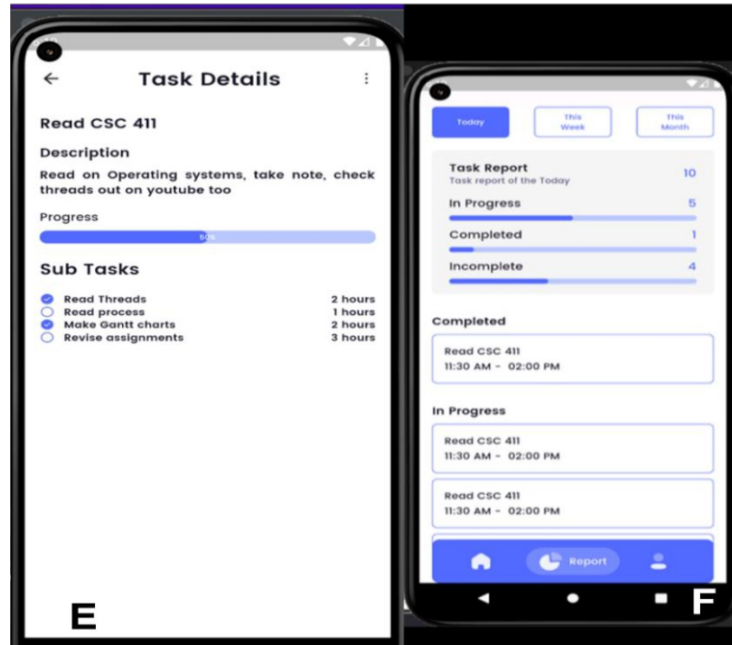 Task Details
Read CSC 411
Description
Read on Operating systems, take note, check
threads out on youtube too
Progress
50%
Sub Tasks
Read Threads 2 hours
Read process 1 hours
Make Gantt charts 2 hours
Revise assignments 3 hours
E
Today
This
Week
This
Month
Task Report 10
Task report of the Today
In Progress 5
Completed 1
Incomplete 4
Completed
Read CSC 411
11:30 AM - 02:00 PM
In Progress
Read CSC 411
11:30 AM - 02:00 PM
Read CSC 411
11:30 AM - 02:00 PM
Report
F